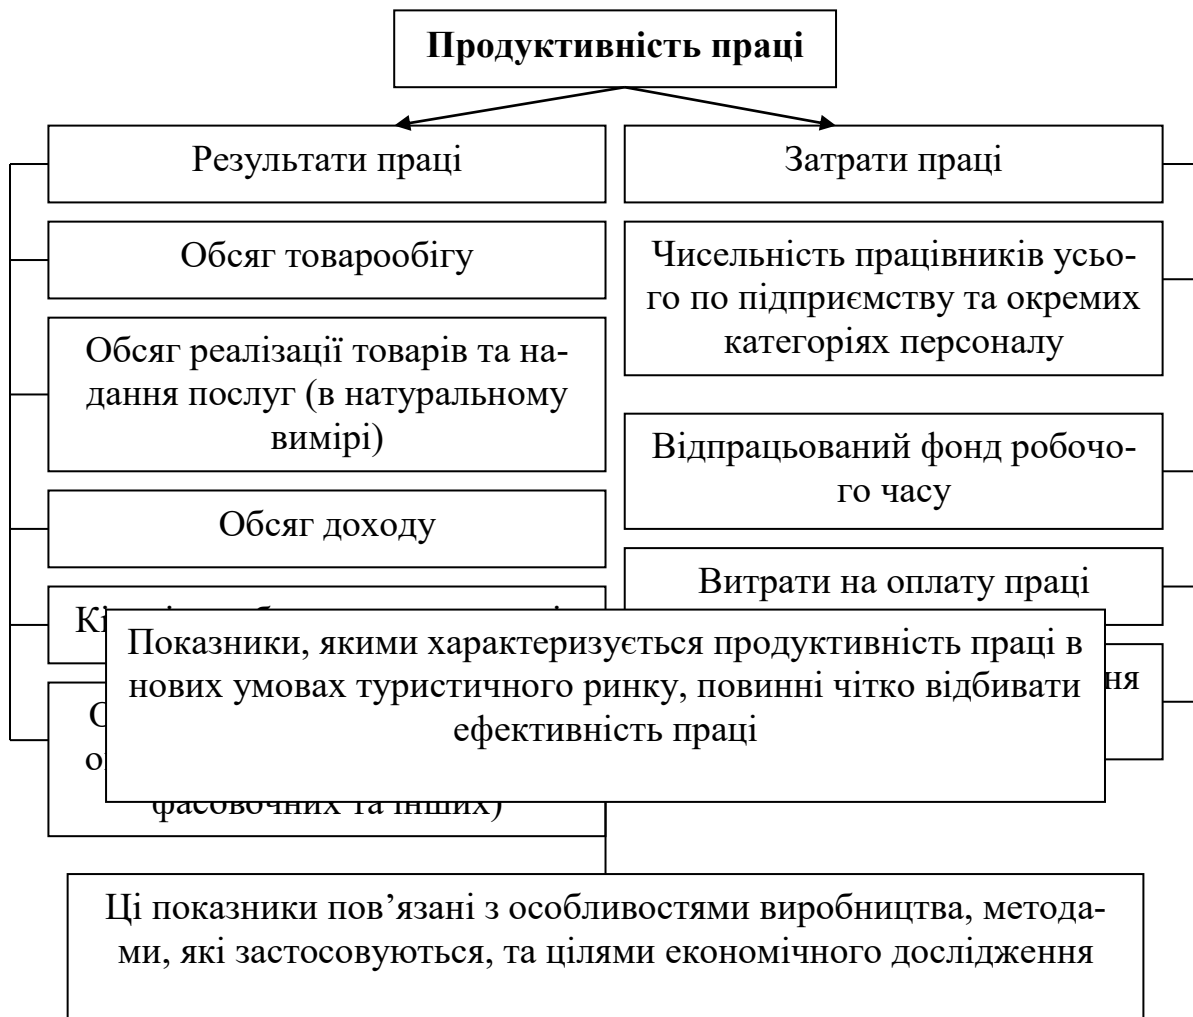 Продуктивність праці
Результати праці
Затрати праці
Обсяг товарообігу
Обсяг реалізації товарів та на-
дання послуг (в натуральному
вимірі)
Обсяг доходу
Чисельність працівників усьо-
го по підприємству та окремих
категоріях персоналу
Відпрацьований фонд робочо-
го часу
Витрати на оплату праці
Показники, якими характеризується продуктивність праці в
нових умовах туристичного ринку, повинні чітко відбивати
ефективність праці
фасовочних та інших)
Ці показники пов’язані з особливостями виробництва, метода-
ми, які застосовуються, та цілями економічного дослідження